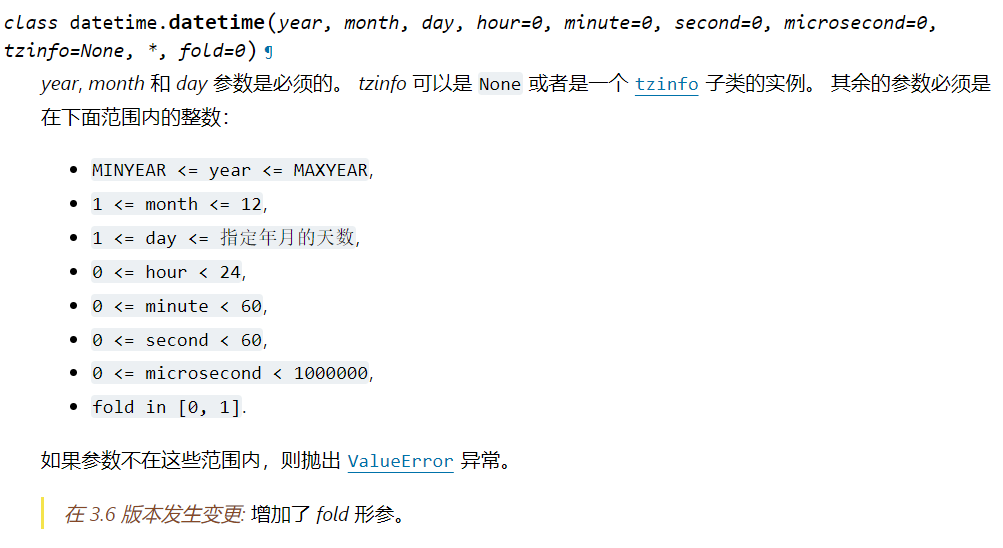 class datetime.datetime(year, month, day, hour=0, minute=0, second=0, microsecond=0,
tzinfo=None, *, fold=0) ¶
year, month 和 day 参数是必须的。 tzinfo 可以是 None 或者是一个 tzinfo 子类的实例。 其余的参数必须是
在下面范围内的整数：
• MINYEAR <= year <= MAXYEAR,
• 1 <= month <= 12,
• 1 <= day <= 指定年月的天数,
• 0 <= hour < 24,
• 0 <= minute < 60,
• 0 <= second < 60,
• 0 <= microsecond < 1000000,
• fold in [0, 1].
如果参数不在这些范围内，则抛出 ValueError 异常。
在 3.6 版本发生变更: 增加了 fold 形参。